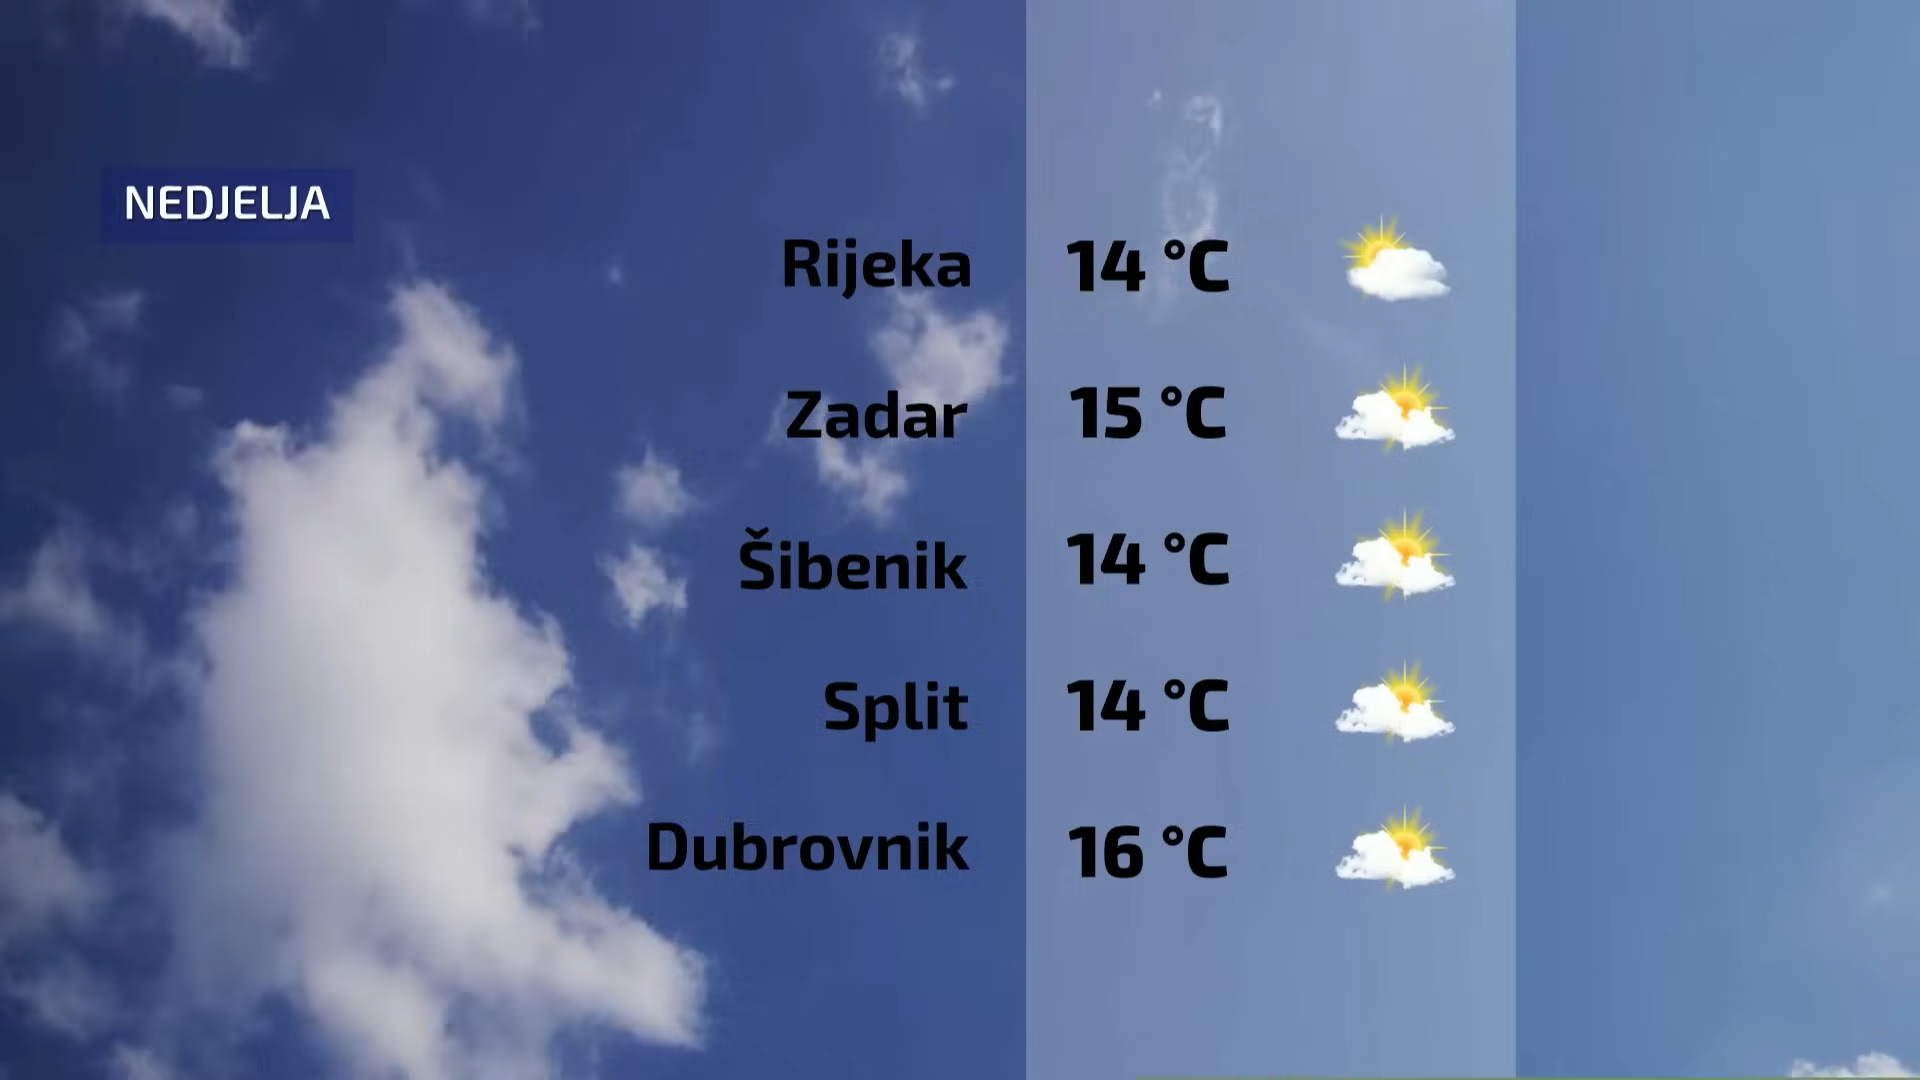 NEDJELJA
Rijeka 14 °C
Zadar 15 °C
Šibenik 14 °C
Split 14 °C
Dubrovnik 16 °C